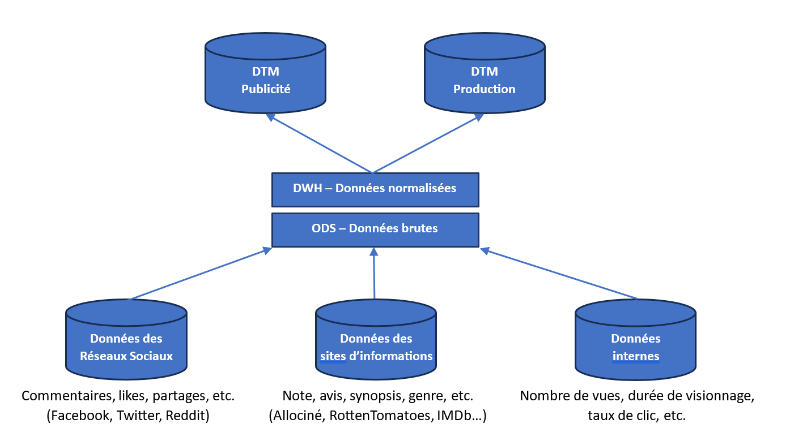 DTM
Publicité
DTM
Production
DWH – Données normalisées
ODS – Données brutes
Données des
Réseaux Sociaux
Données des
sites d'informations
Données
internes
Commentaires, likes, partages, etc.
(Facebook, Twitter, Reddit)
Note, avis, synopsis, genre, etc.
(Allociné, RottenTomatoes, IMDb...)
Nombre de vues, durée de visionnage,
taux de clic, etc.